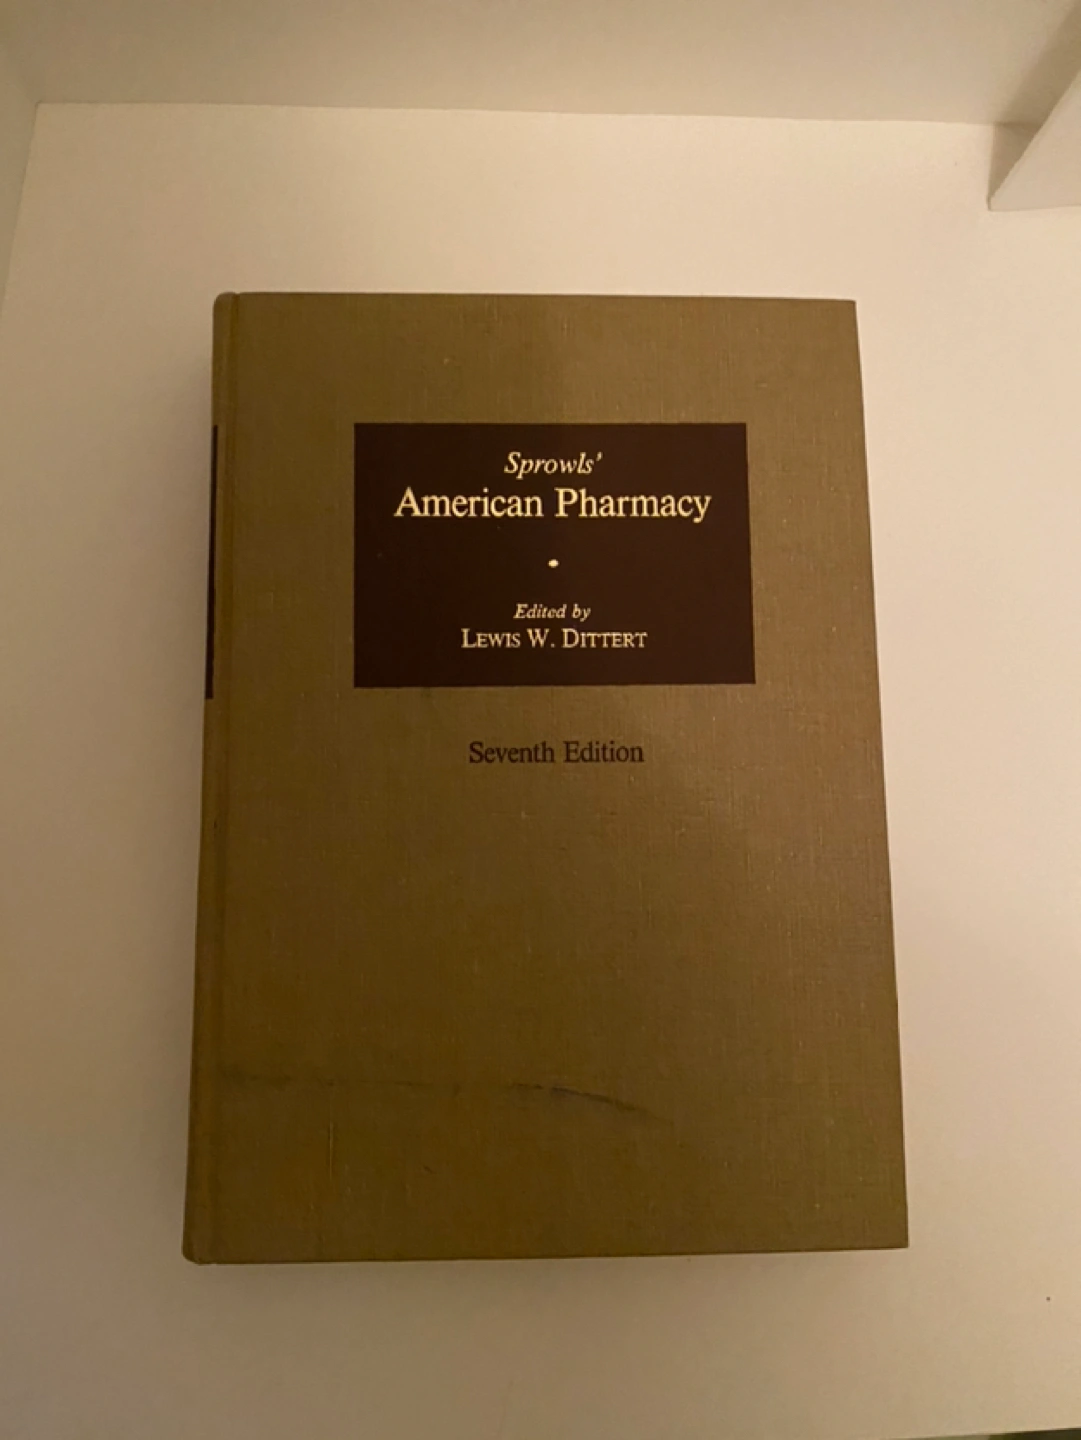 Sprowls'
American Pharmacy
•
Edited by
LEWIS W. DITTERT
Seventh Edition